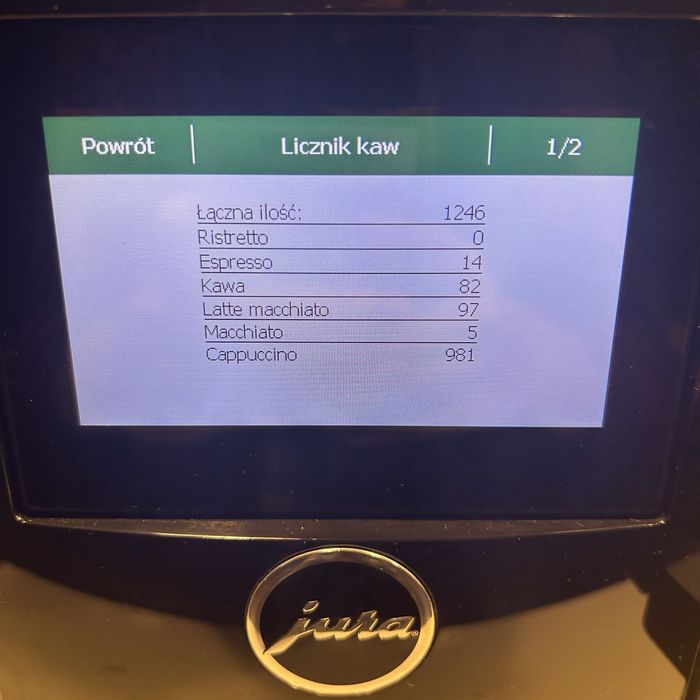 Powrót Licznik kaw 1/2
Łączna ilość: 1246
Ristretto 0
Espresso 14
Kawa 82
Latte macchiato 97
Macchiato 5
Cappuccino 981
jura